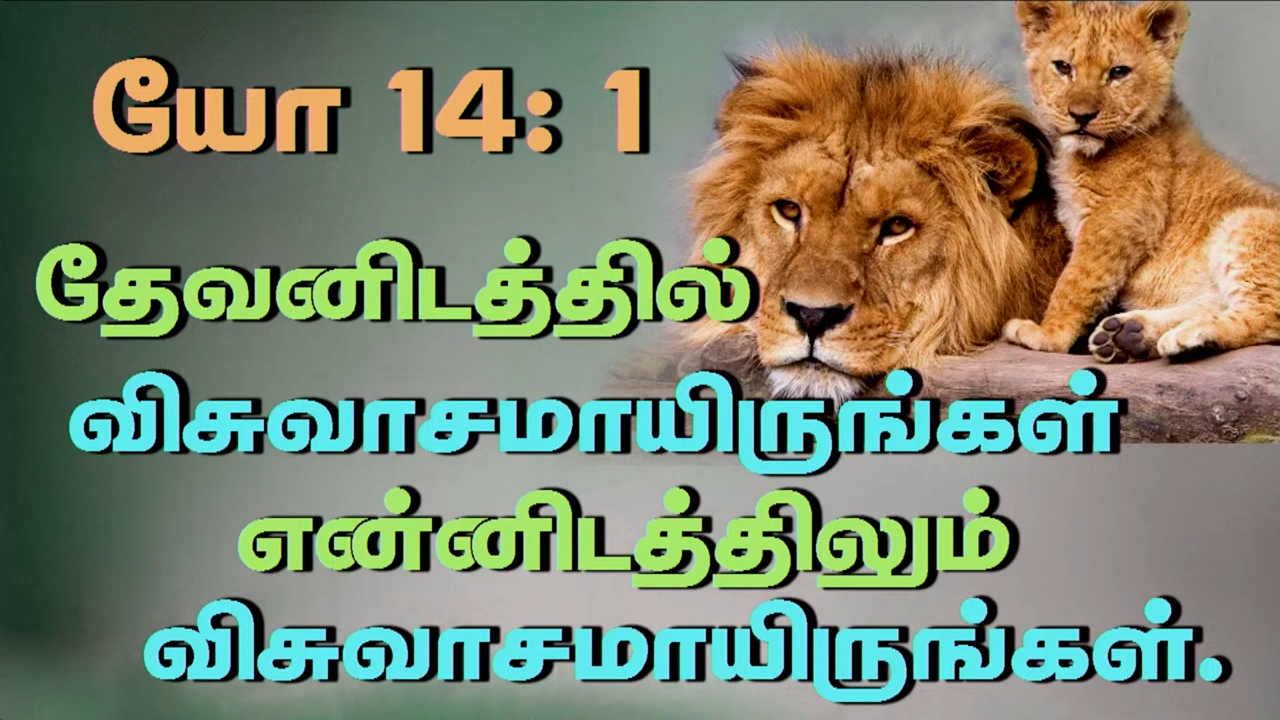 யோ 14: 1
தேவனிடத்தில்
விசுவாசமாயிருங்கள்
என்னிடத்திலும்
விசுவாசமாயிருங்கள்.